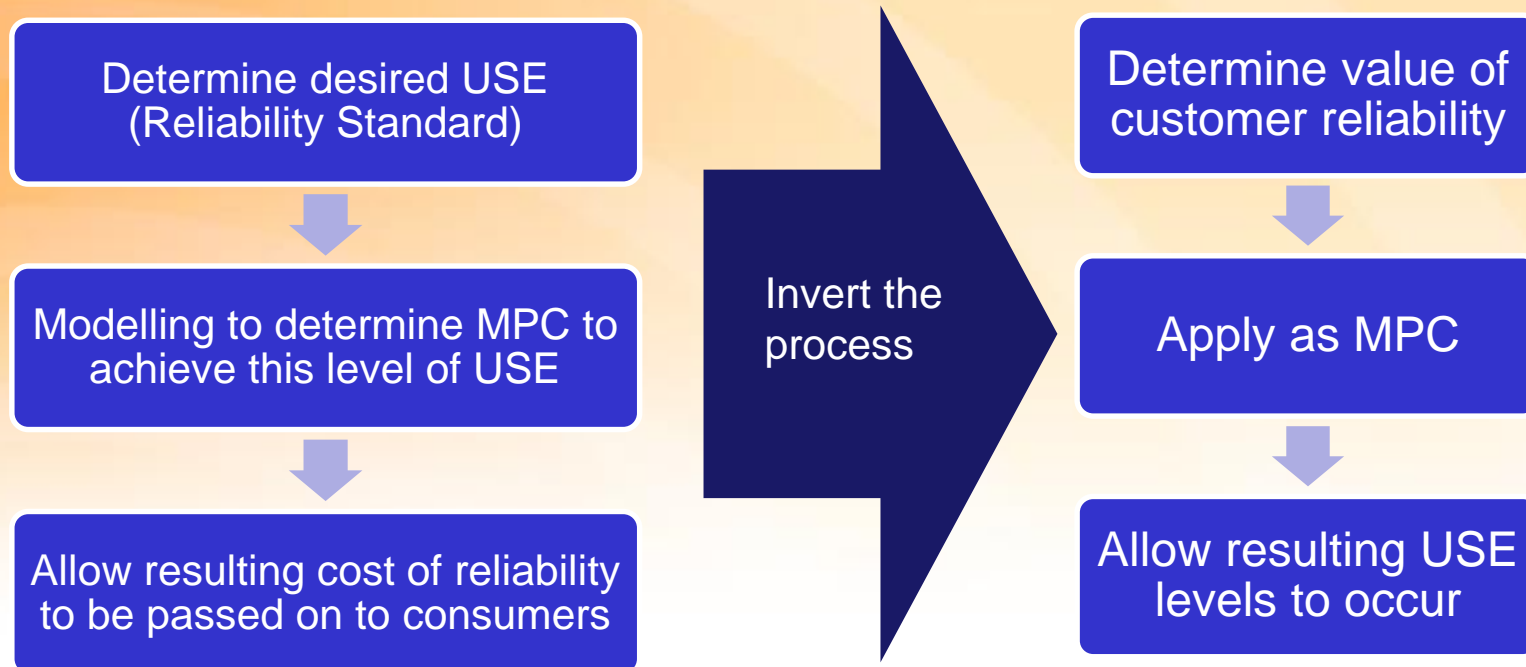 Determine desired USE
(Reliability Standard)
Modelling to determine MPC to
achieve this level of USE
Allow resulting cost of reliability
to be passed on to consumers
Invert the
process
Determine value of
customer reliability
Apply as MPC
Allow resulting USE
levels to occur